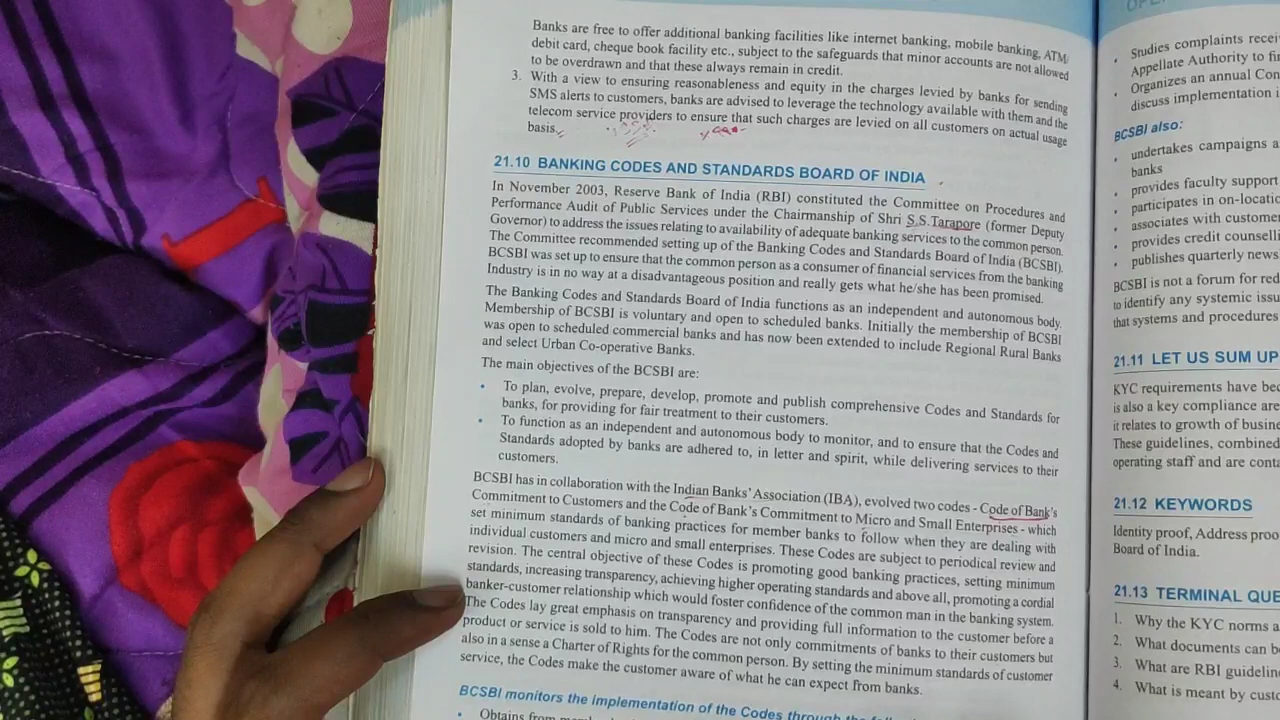 Banks are free to offer additional banking facilities like internet banking, mobile banking, ATM/
debit card, cheque book facility etc., subject to the safeguards that minor accounts are not allowed
to be overdrawn and that these always remain in credit.
3. With a view to ensuring reasonableness and equity in the charges levied by banks for sending
SMS alerts to customers, banks are advised to leverage the technology available with them and the
telecom service providers to ensure that such charges are levied on all customers on actual usage
basis.
21.10 BANKING CODES AND STANDARDS BOARD OF INDIA
In November 2003, Reserve Bank of India (RBI) constituted the Committee on Procedures and
Performance Audit of Public Services under the Chairmanship of Shri S.S.Tarapore (former Deputy
Governor) to address the issues relating to availability of adequate banking services to the common person.
The Committee recommended setting up of the Banking Codes and Standards Board of India (BCSBI).
BCSBI was set up to ensure that the common person as a consumer of financial services from the banking
Industry is in no way at a disadvantageous position and really gets what he/she has been promised.
The Banking Codes and Standards Board of India functions as an independent and autonomous body.
Membership of BCSBI is voluntary and open to scheduled banks. Initially the membership of BCSBI
was open to scheduled commercial banks and has now been extended to include Regional Rural Banks
and select Urban Co-operative Banks.
The main objectives of the BCSBI are:
• To plan, evolve, prepare, develop, promote and publish comprehensive Codes and Standards for
banks, for providing for fair treatment to their customers.
• To function as an independent and autonomous body to monitor, and to ensure that the Codes and
Standards adopted by banks are adhered to, in letter and spirit, while delivering services to their
customers.
BCSBI has in collaboration with the Indian Banks' Association (IBA), evolved two codes - Code of Bank's
Commitment to Customers and the Code of Bank's Commitment to Micro and Small Enterprises - which
set minimum standards of banking practices for member banks to follow when they are dealing with
individual customers and micro and small enterprises. These Codes are subject to periodical review and
revision. The central objective of these Codes is promoting good banking practices, setting minimum
standards, increasing transparency, achieving higher operating standards and above all, promoting a cordial
banker-customer relationship which would foster confidence of the common man in the banking system.
The Codes lay great emphasis on transparency and providing full information to the customer before a
product or service is sold to him. The Codes are not only commitments of banks to their customers but
also in a sense a Charter of Rights for the common person. By setting the minimum standards of customer
service, the Codes make the customer aware of what he can expect from banks.
BCSBI monitors the implementation of the Codes through the
• Obtains from
• Studies complaints
Appellate Authority to
• Organizes an annual
discuss implementation
BCSBI also:
• undertakes campaigns
banks
• provides faculty support
• participates in
• associates with
• provides credit
• publishes quarterly
BCSBI is not a forum for
to identify any systemic
that systems and procedures
21.11 LET US SUM UP
KYC requirements have
is also a key compliance
it relates to growth of
These guidelines, combined
operating staff and are
21.12 KEYWORDS
Identity proof, Address
Board of India.
21.13 TERMINAL
1. Why the KYC norms
2. What documents can
3. What are RBI
4. What is meant by